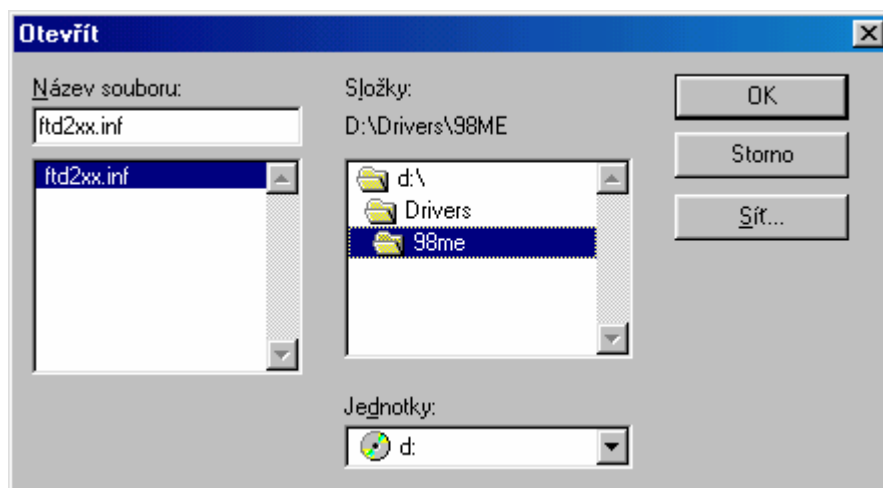 Otevřít
Název souboru:
ftd2xx.inf
ftd2xx.inf
Složky:
D:\Drivers\98ME
d:\
Drivers
98me
Jednotky:
d:
OK
Storno
Síť...